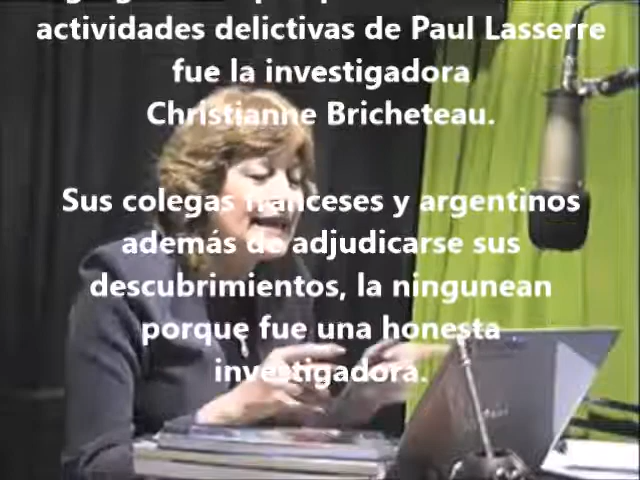 actividades delictivas de Paul Lasserre
fue la investigadora
Christianne Bricheteau.
Sus colegas franceses y argentinos
además de adjudicarse sus
descubrimientos, la ningunean
porque fue una honesta
investigadora.